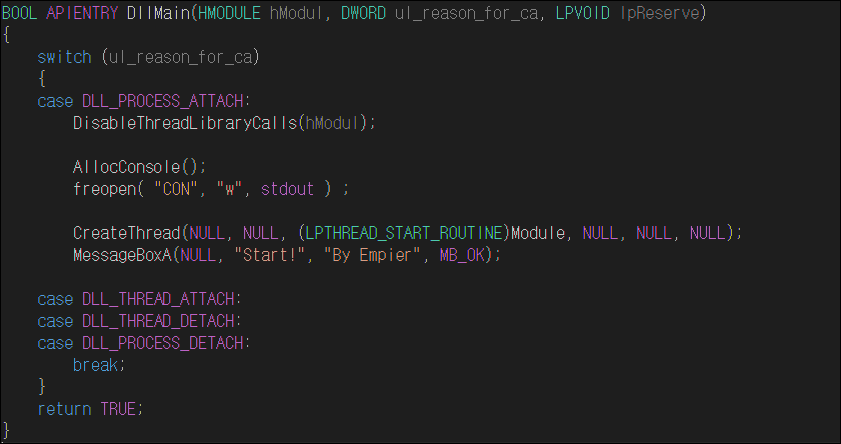 BOOL APIENTRY DllMain(HMODULE hModul, DWORD ul_reason_for_ca, LPVOID lpReserve)
{
    switch (ul_reason_for_ca)
    {
    case DLL_PROCESS_ATTACH:
        DisableThreadLibraryCalls(hModul);

        AllocConsole();
        freopen( "CON", "w", stdout ) ;

        CreateThread(NULL, NULL, (LPTHREAD_START_ROUTINE)Module, NULL, NULL, NULL);
        MessageBoxA(NULL, "Start!", "By Empier", MB_OK);

    case DLL_THREAD_ATTACH:
    case DLL_THREAD_DETACH:
    case DLL_PROCESS_DETACH:
        break;
    }
    return TRUE;
}